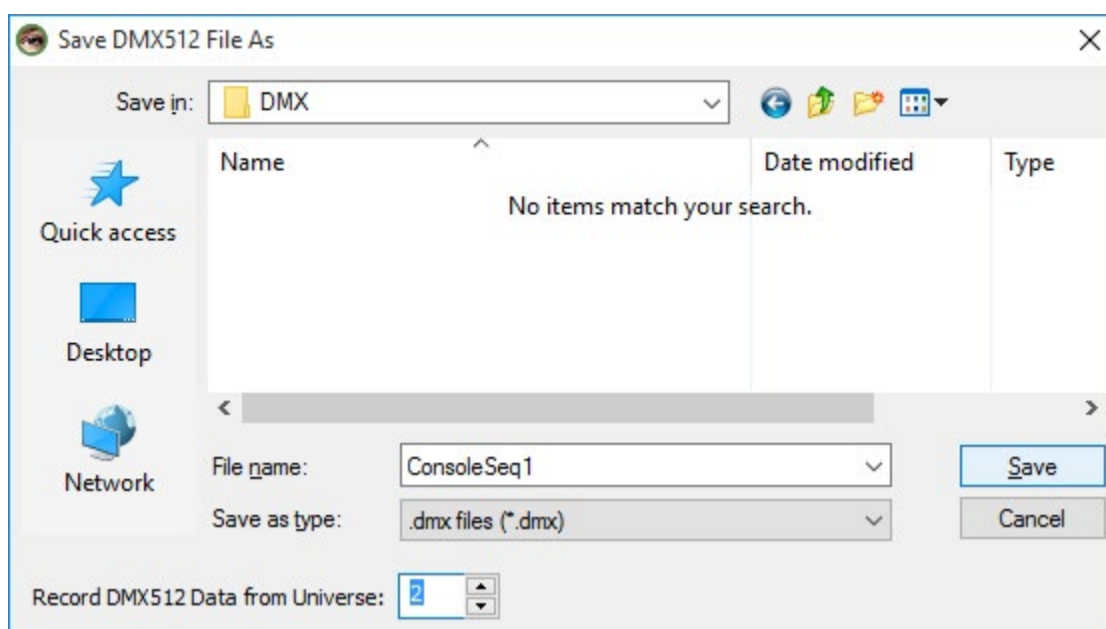 Save DMX512 File As
Save in: DMX
Name Date modified Type
No items match your search.
Quick access
Desktop
Network
File name: ConsoleSeq1 Save
Save as type: .dmx files (*.dmx) Cancel
Record DMX512 Data from Universe: 2